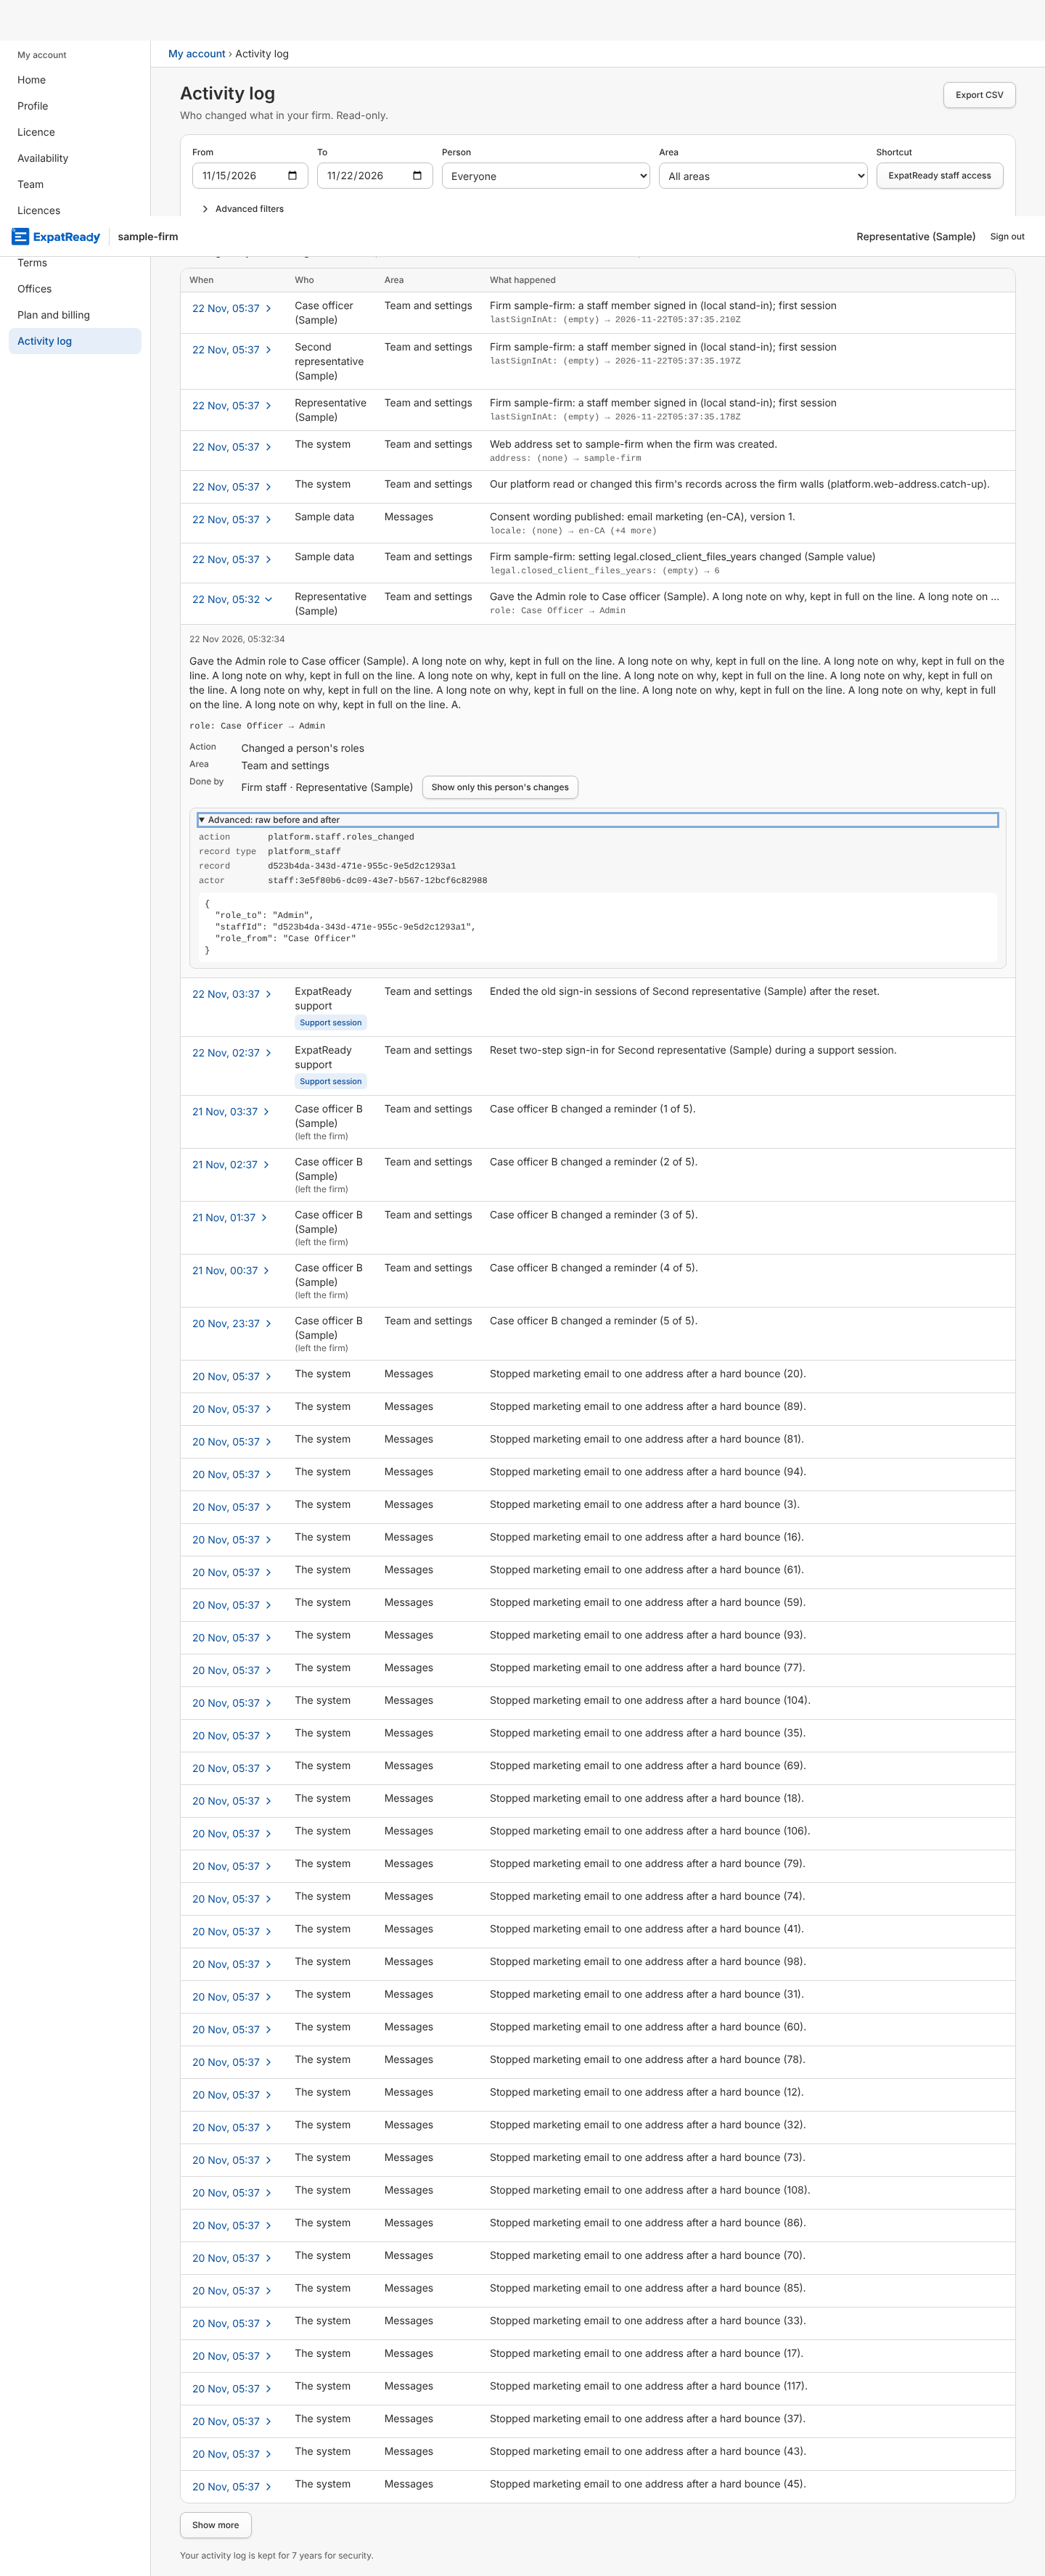 My account
Home
Profile
Licence
Availability
Team
Licences
Terms
Offices
Plan and billing
Activity log
My account › Activity log
Activity log
Who changed what in your firm. Read-only.
Export CSV
From
To
Person
Area
Shortcut
11/15/2026
11/22/2026
Everyone
All areas
ExpatReady staff access
Advanced filters
ExpatReady
sample-firm
Representative (Sample)
Sign out
When Who Area What happened
22 Nov, 05:37 Case officer (Sample) Team and settings Firm sample-firm: a staff member signed in (local stand-in); first session
lastSignInAt: (empty) → 2026-11-22T05:37:35.210Z
22 Nov, 05:37 Second representative (Sample) Team and settings Firm sample-firm: a staff member signed in (local stand-in); first session
lastSignInAt: (empty) → 2026-11-22T05:37:35.197Z
22 Nov, 05:37 Representative (Sample) Team and settings Firm sample-firm: a staff member signed in (local stand-in); first session
lastSignInAt: (empty) → 2026-11-22T05:37:35.178Z
22 Nov, 05:37 The system Team and settings Web address set to sample-firm when the firm was created.
address: (none) → sample-firm
22 Nov, 05:37 The system Team and settings Our platform read or changed this firm's records across the firm walls (platform.web-address.catch-up).
22 Nov, 05:37 Sample data Messages Consent wording published: email marketing (en-CA), version 1.
locale: (none) → en-CA (+4 more)
22 Nov, 05:37 Sample data Team and settings Firm sample-firm: setting legal.closed_client_files_years changed (Sample value)
legal.closed_client_files_years: (empty) → 6
22 Nov, 05:32 Representative (Sample) Team and settings Gave the Admin role to Case officer (Sample). A long note on why, kept in full on the line. A long note on ...
role: Case Officer → Admin
22 Nov 2026, 05:32:34
Gave the Admin role to Case officer (Sample). A long note on why, kept in full on the line. A long note on why, kept in full on the line. A long note on why, kept in full on the
line. A long note on why, kept in full on the line. A long note on why, kept in full on the line. A long note on why, kept in full on the line. A long note on why, kept in full on
the line. A long note on why, kept in full on the line. A long note on why, kept in full on the line. A long note on why, kept in full on the line. A long note on why, kept in full
on the line. A long note on why, kept in full on the line. A.
role: Case Officer → Admin
Action Changed a person's roles
Area Team and settings
Done by Firm staff · Representative (Sample) Show only this person's changes
Advanced: raw before and after
action platform.staff.roles_changed
record type platform_staff
record d523b4da-343d-471e-955c-9e5d2c1293a1
actor staff:3e5f80b6-dc09-43e7-b567-12bcf6c82988
{
"role_to": "Admin",
"staffId": "d523b4da-343d-471e-955c-9e5d2c1293a1",
"role_from": "Case Officer"
}
22 Nov, 03:37 ExpatReady support Support session Team and settings Ended the old sign-in sessions of Second representative (Sample) after the reset.
22 Nov, 02:37 ExpatReady support Support session Team and settings Reset two-step sign-in for Second representative (Sample) during a support session.
21 Nov, 03:37 Case officer B (Sample) (left the firm) Team and settings Case officer B changed a reminder (1 of 5).
21 Nov, 02:37 Case officer B (Sample) (left the firm) Team and settings Case officer B changed a reminder (2 of 5).
21 Nov, 01:37 Case officer B (Sample) (left the firm) Team and settings Case officer B changed a reminder (3 of 5).
21 Nov, 00:37 Case officer B (Sample) (left the firm) Team and settings Case officer B changed a reminder (4 of 5).
20 Nov, 23:37 Case officer B (Sample) (left the firm) Team and settings Case officer B changed a reminder (5 of 5).
20 Nov, 05:37 The system Messages Stopped marketing email to one address after a hard bounce (20).
20 Nov, 05:37 The system Messages Stopped marketing email to one address after a hard bounce (89).
20 Nov, 05:37 The system Messages Stopped marketing email to one address after a hard bounce (81).
20 Nov, 05:37 The system Messages Stopped marketing email to one address after a hard bounce (94).
20 Nov, 05:37 The system Messages Stopped marketing email to one address after a hard bounce (3).
20 Nov, 05:37 The system Messages Stopped marketing email to one address after a hard bounce (16).
20 Nov, 05:37 The system Messages Stopped marketing email to one address after a hard bounce (61).
20 Nov, 05:37 The system Messages Stopped marketing email to one address after a hard bounce (59).
20 Nov, 05:37 The system Messages Stopped marketing email to one address after a hard bounce (93).
20 Nov, 05:37 The system Messages Stopped marketing email to one address after a hard bounce (77).
20 Nov, 05:37 The system Messages Stopped marketing email to one address after a hard bounce (104).
20 Nov, 05:37 The system Messages Stopped marketing email to one address after a hard bounce (35).
20 Nov, 05:37 The system Messages Stopped marketing email to one address after a hard bounce (69).
20 Nov, 05:37 The system Messages Stopped marketing email to one address after a hard bounce (18).
20 Nov, 05:37 The system Messages Stopped marketing email to one address after a hard bounce (106).
20 Nov, 05:37 The system Messages Stopped marketing email to one address after a hard bounce (79).
20 Nov, 05:37 The system Messages Stopped marketing email to one address after a hard bounce (74).
20 Nov, 05:37 The system Messages Stopped marketing email to one address after a hard bounce (41).
20 Nov, 05:37 The system Messages Stopped marketing email to one address after a hard bounce (98).
20 Nov, 05:37 The system Messages Stopped marketing email to one address after a hard bounce (31).
20 Nov, 05:37 The system Messages Stopped marketing email to one address after a hard bounce (60).
20 Nov, 05:37 The system Messages Stopped marketing email to one address after a hard bounce (78).
20 Nov, 05:37 The system Messages Stopped marketing email to one address after a hard bounce (12).
20 Nov, 05:37 The system Messages Stopped marketing email to one address after a hard bounce (32).
20 Nov, 05:37 The system Messages Stopped marketing email to one address after a hard bounce (73).
20 Nov, 05:37 The system Messages Stopped marketing email to one address after a hard bounce (108).
20 Nov, 05:37 The system Messages Stopped marketing email to one address after a hard bounce (86).
20 Nov, 05:37 The system Messages Stopped marketing email to one address after a hard bounce (70).
20 Nov, 05:37 The system Messages Stopped marketing email to one address after a hard bounce (85).
20 Nov, 05:37 The system Messages Stopped marketing email to one address after a hard bounce (33).
20 Nov, 05:37 The system Messages Stopped marketing email to one address after a hard bounce (17).
20 Nov, 05:37 The system Messages Stopped marketing email to one address after a hard bounce (117).
20 Nov, 05:37 The system Messages Stopped marketing email to one address after a hard bounce (37).
20 Nov, 05:37 The system Messages Stopped marketing email to one address after a hard bounce (43).
20 Nov, 05:37 The system Messages Stopped marketing email to one address after a hard bounce (45).
Show more
Your activity log is kept for 7 years for security.